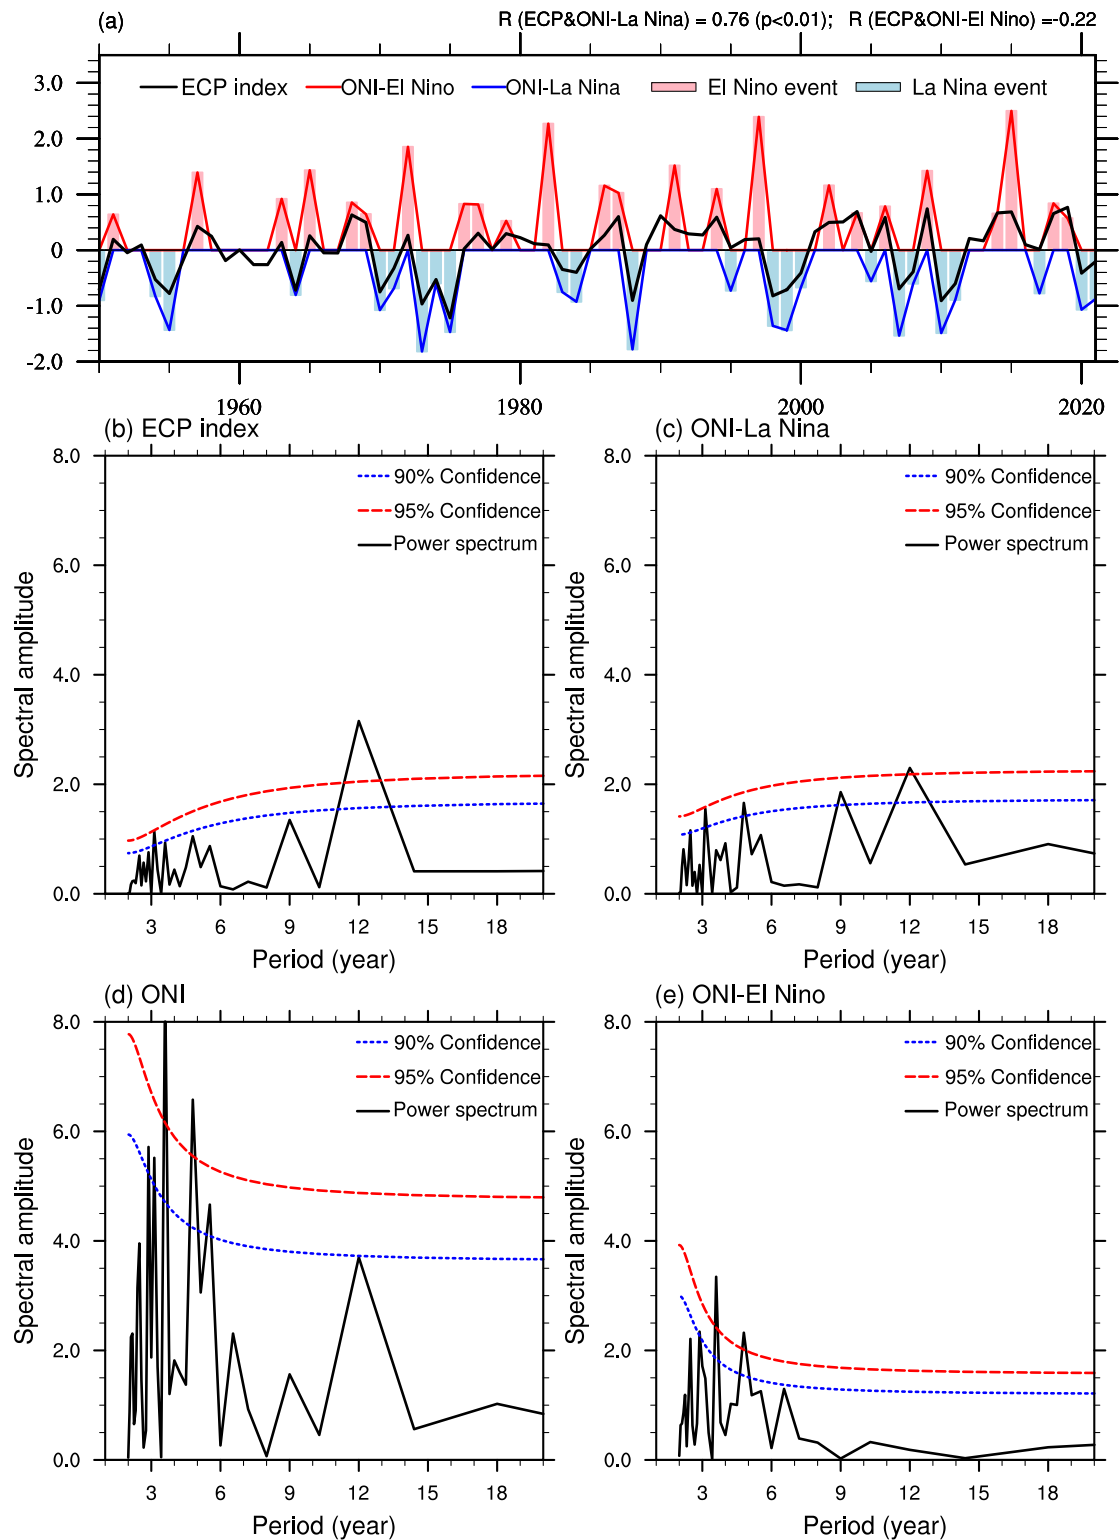 (a) R (ECP&ONI-La Nina) = 0.76 (p<0.01); R (ECP&ONI-El Nino) =-0.22
ECP index ONI-El Nino ONI-La Nina El Nino event La Nina event
3.0
2.0
1.0
0
-1.0
-2.0
1960 1980 2000 2020
(b) ECP index
8.0
6.0
4.0
2.0
0.0
Spectral amplitude
90% Confidence
95% Confidence
Power spectrum
3 6 9 12 15 18
Period (year)
(c) ONI-La Nina
8.0
6.0
4.0
2.0
0.0
Spectral amplitude
90% Confidence
95% Confidence
Power spectrum
3 6 9 12 15 18
Period (year)
(d) ONI
8.0
6.0
4.0
2.0
0.0
Spectral amplitude
90% Confidence
95% Confidence
Power spectrum
3 6 9 12 15 18
Period (year)
(e) ONI-El Nino
8.0
6.0
4.0
2.0
0.0
Spectral amplitude
90% Confidence
95% Confidence
Power spectrum
3 6 9 12 15 18
Period (year)